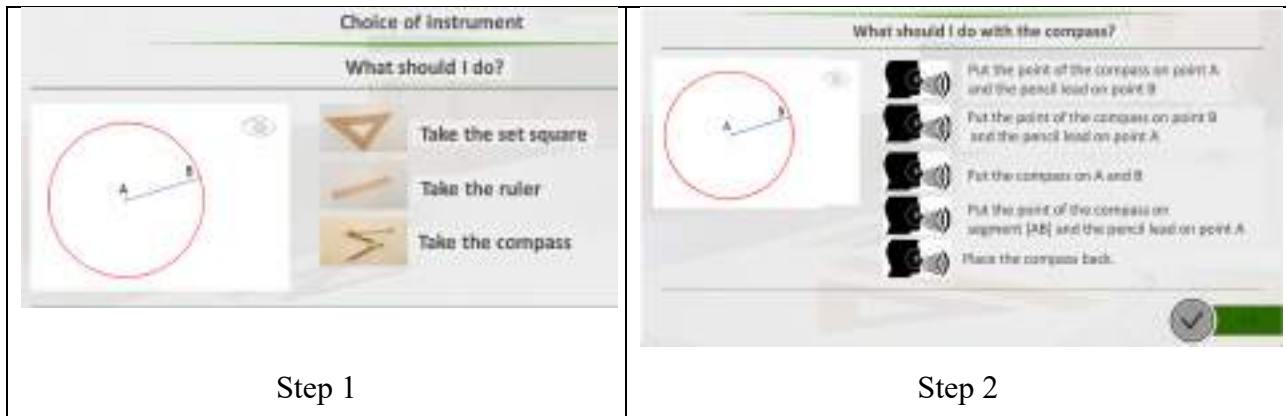 Choice of instrument
What should I do?
A
B
Take the set square
Take the ruler
Take the compass
Step 1
What should I do with the compass?
A
B
Put the point of the compass on point A
and the pencil lead on point B
Put the point of the compass on point B
and the pencil lead on point A
Put the compass on A and B
Put the point of the compass on
segment [AB] and the pencil lead on point A
Place the compass back.
Step 2